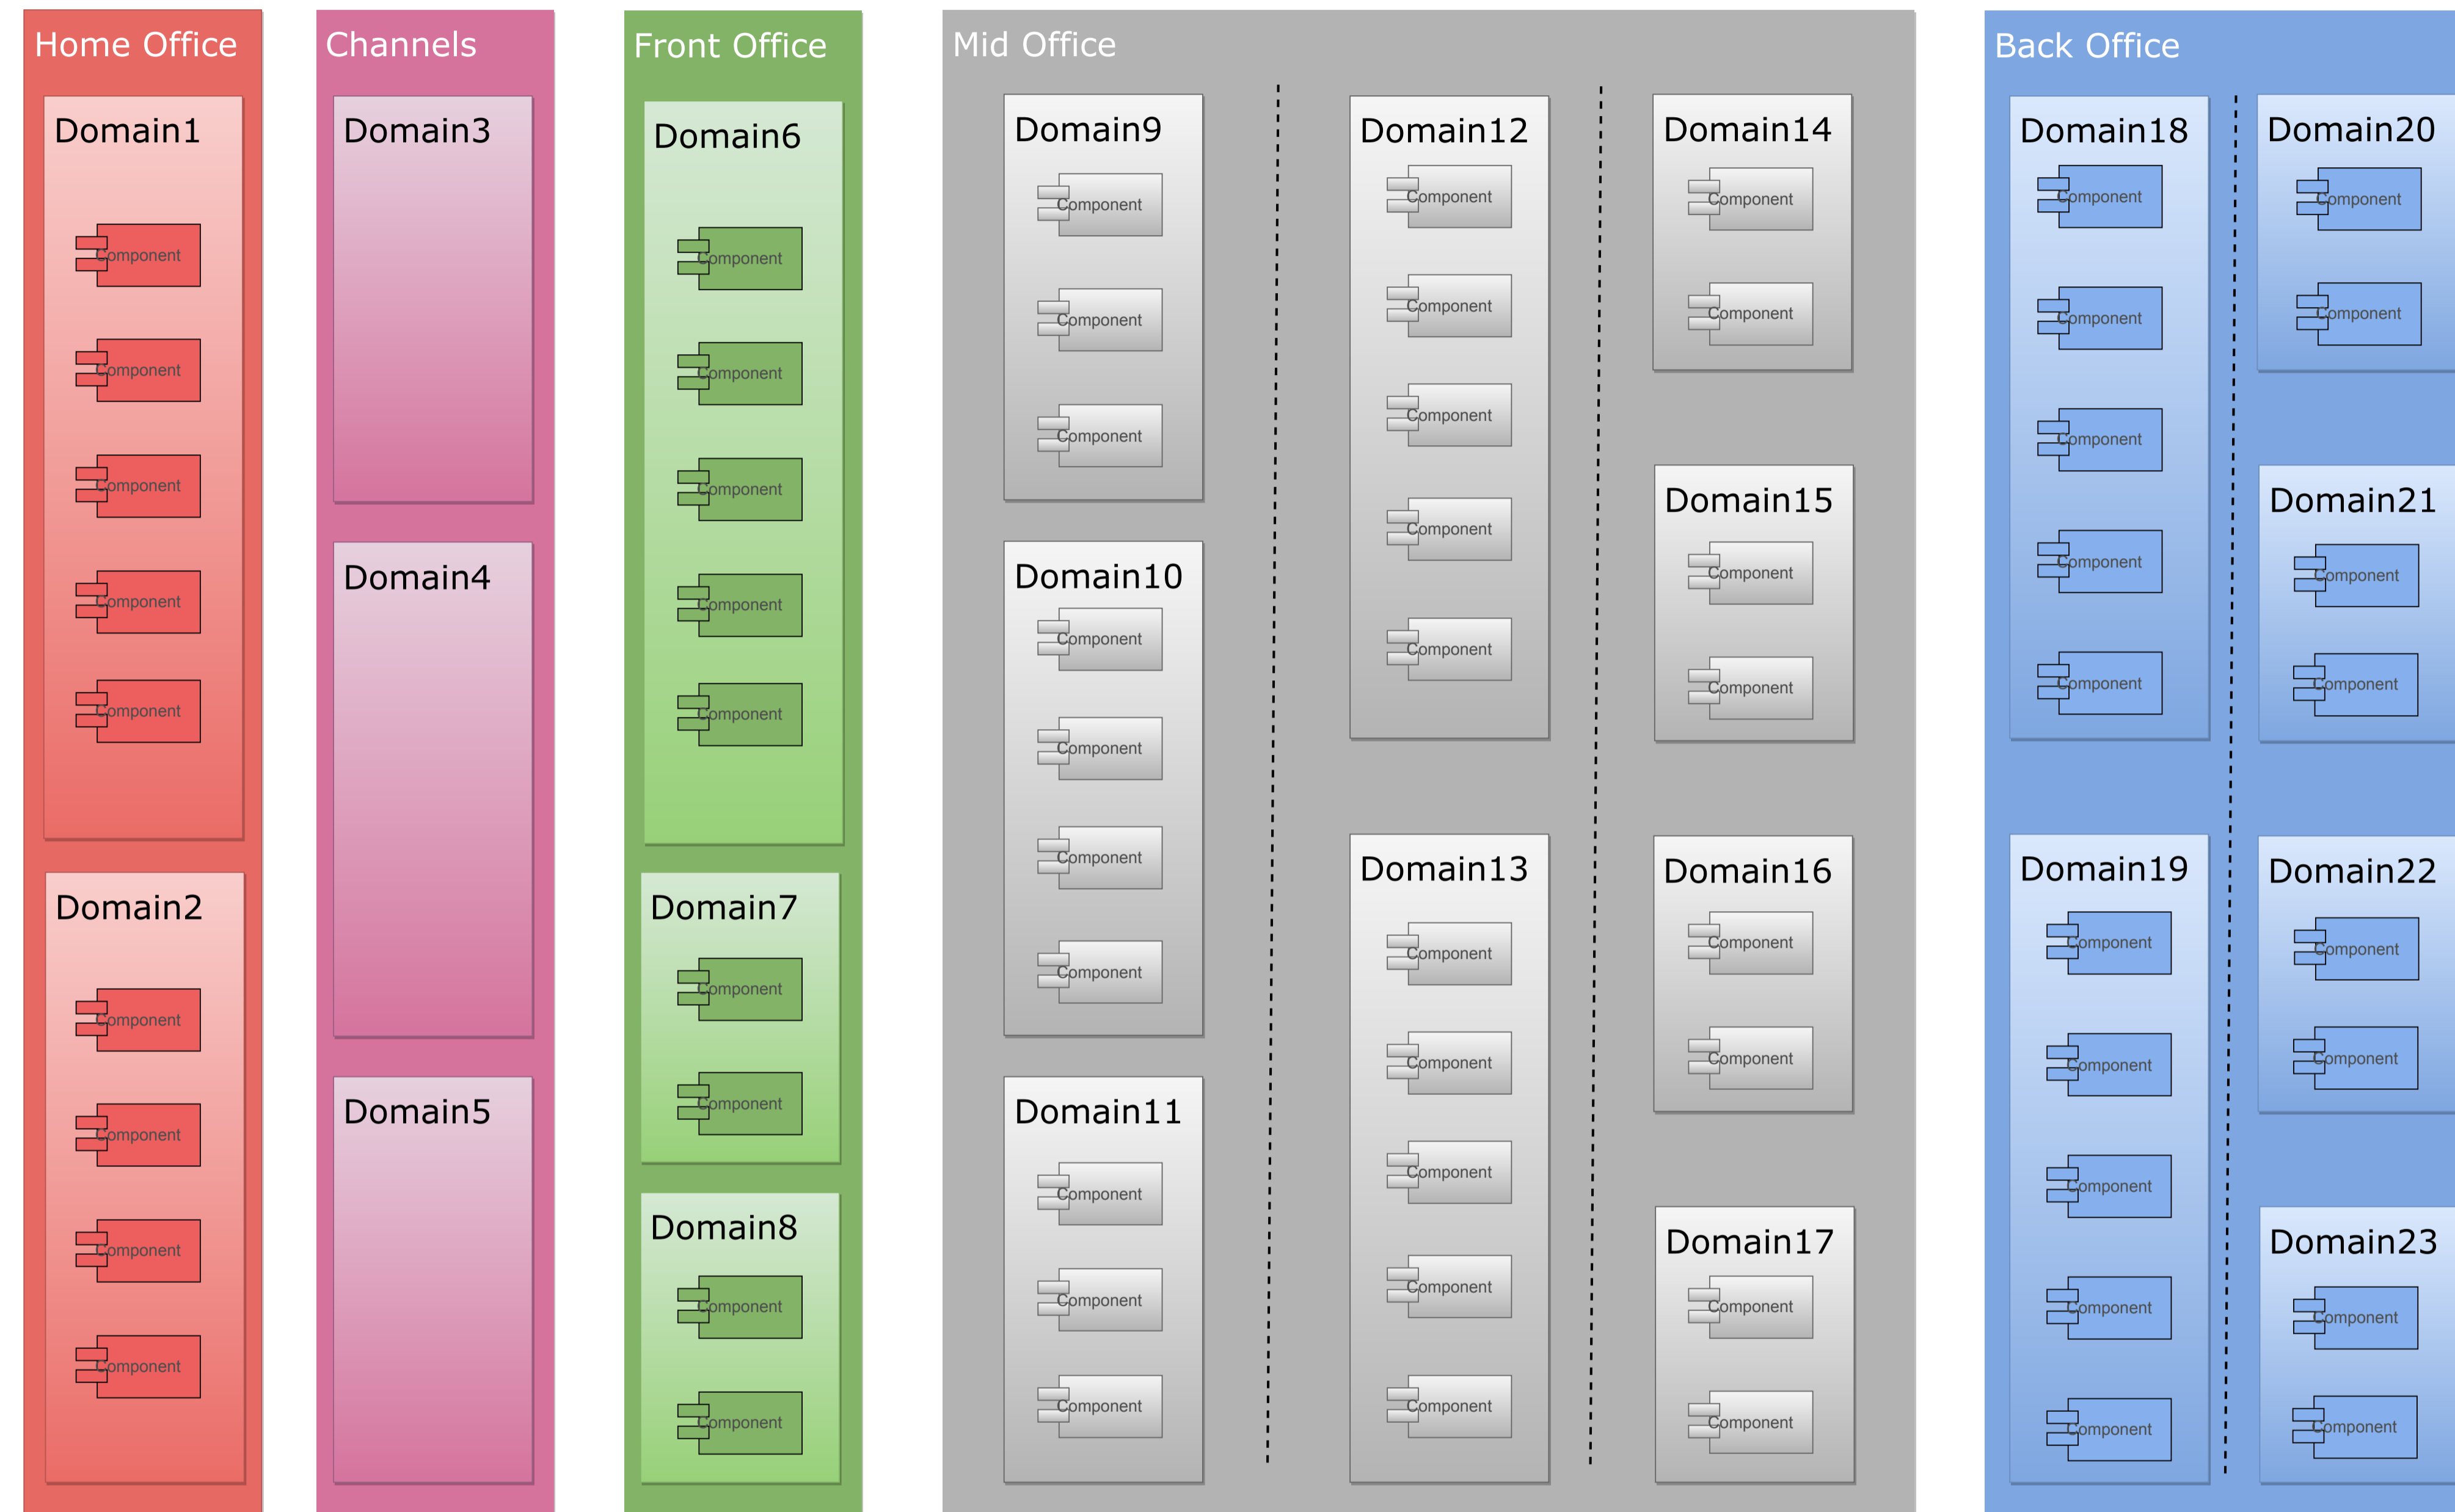 Home Office
Domain1
Component
Component
Component
Component
Component
Domain2
Component
Component
Component
Component
Channels
Domain3
Domain4
Domain5
Front Office
Domain6
Component
Component
Component
Component
Component
Domain7
Component
Component
Domain8
Component
Component
Mid Office
Domain9
Component
Component
Component
Domain10
Component
Component
Component
Component
Domain11
Component
Component
Component
Domain12
Component
Component
Component
Component
Component
Domain13
Component
Component
Component
Component
Component
Domain14
Component
Component
Domain15
Component
Component
Domain16
Component
Component
Domain17
Component
Component
Back Office
Domain18
Component
Component
Component
Component
Component
Domain19
Component
Component
Component
Component
Component
Domain20
Component
Component
Domain21
Component
Component
Domain22
Component
Component
Domain23
Component
Component